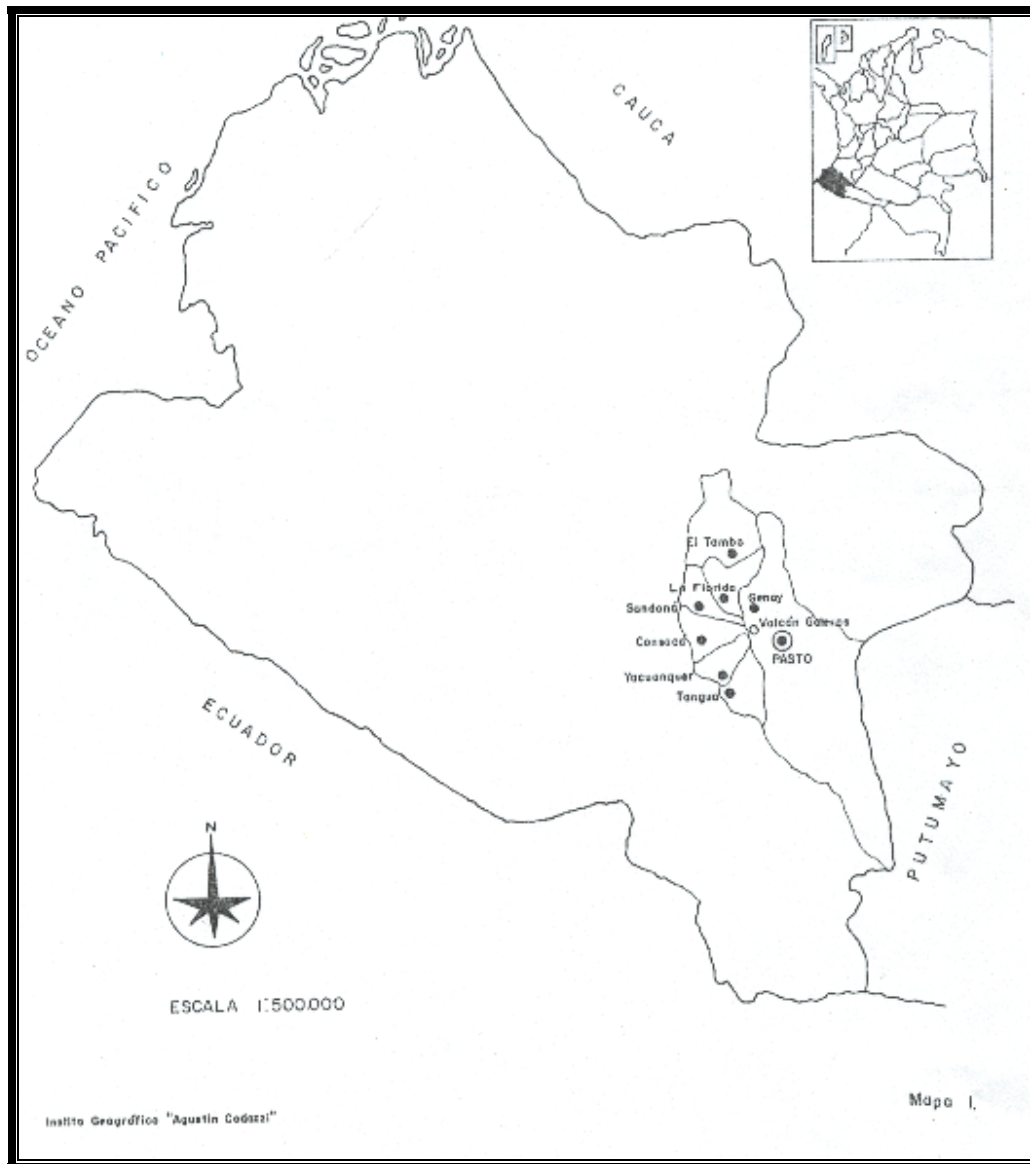 CAUCA
OCEANO PACIFICO
El Tambo
La Florida
Genoy
Sandoná
Volcán Galeras
Consacá
PASTO
Yacuanquer
Tangua
ECUADOR
PUTUMAYO
N
ESCALA 1:500.000
Mapa 1.
Instito Geográfico "Agustin Codazzi"